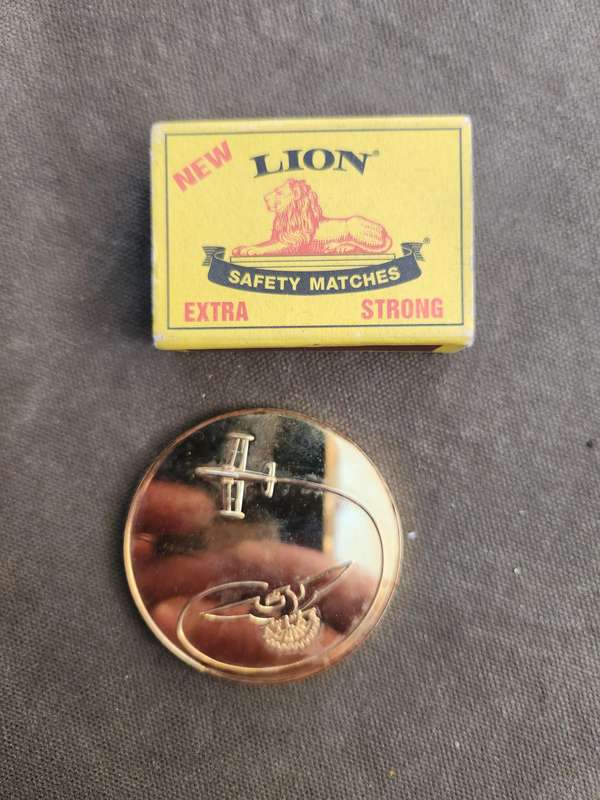 NEW
LION®
®
SAFETY MATCHES
EXTRA STRONG